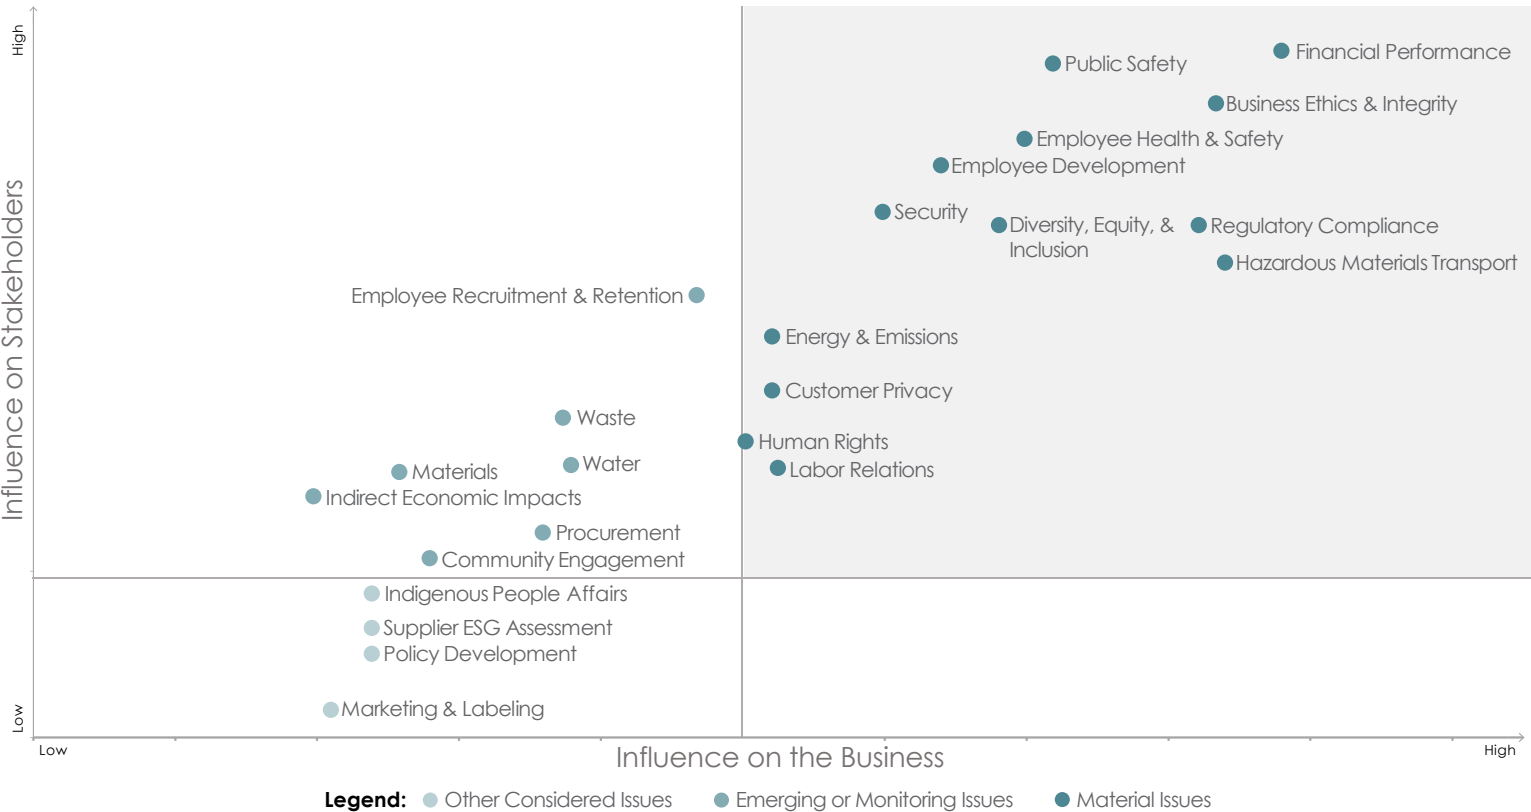 High
Financial Performance
Public Safety
Business Ethics & Integrity
Employee Health & Safety
Employee Development
Security
Diversity, Equity, &
Inclusion
Regulatory Compliance
Hazardous Materials Transport
Employee Recruitment & Retention
Energy & Emissions
Customer Privacy
Waste
Human Rights
Water
Labor Relations
Materials
Indirect Economic Impacts
Procurement
Community Engagement
Indigenous People Affairs
Supplier ESG Assessment
Policy Development
Marketing & Labeling
Influence on Stakeholders
Low
Low
High
Influence on the Business
Legend: Other Considered Issues Emerging or Monitoring Issues Material Issues